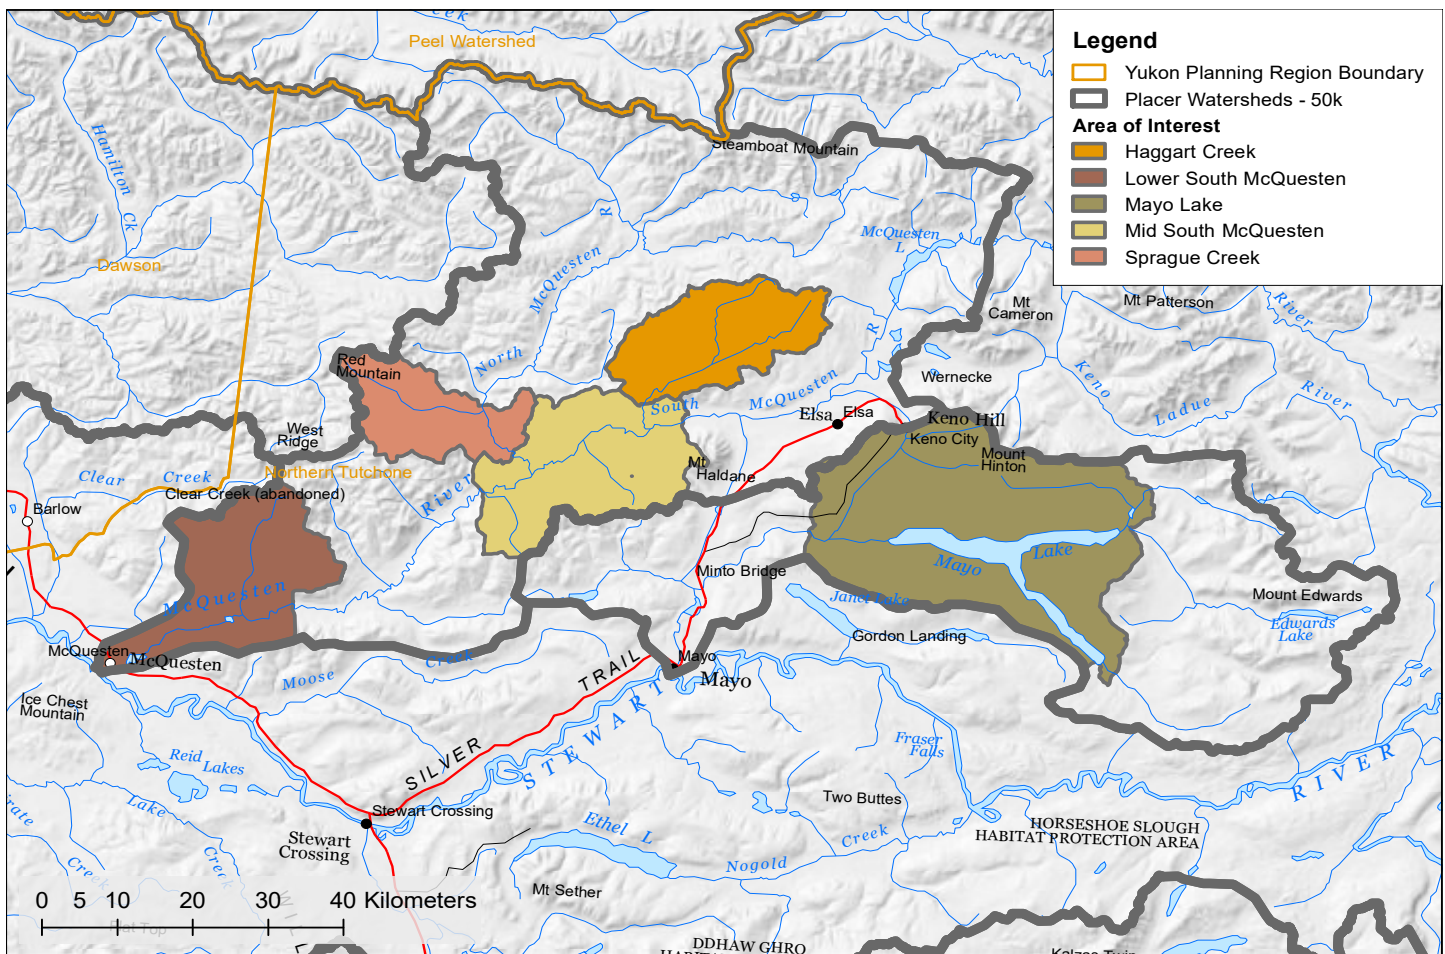 Peel Watershed
Legend
Yukon Planning Region Boundary
Placer Watersheds - 50k
Area of Interest
Haggart Creek
Lower South McQuesten
Mayo Lake
Mid South McQuesten
Sprague Creek
Hamilton Ck
Steamboat Mountain
Dawson
McQuesten
L
McQuesten R
Mt
Cameron
Mt Patterson
River
Red
Mountain
North
South McQuesten R
Wernecke
Keno
Ladue
River
Elsa
Elsa
Keno Hill
Keno City
Mount
Hinton
West
Ridge
Northern Tutchone
Mt
Haldane
Clear Creek
Clear Creek (abandoned)
River
Barlow
McQuesten
Mayo Lake
Minto Bridge
Janet Lake
Gordon Landing
Mount Edwards
Edwards
Lake
McQuesten
McQuesten
Moose Creek
Mayo
Mayo
SILVER TRAIL
STEWART
RIVER
Ice Chest
Mountain
Reid Lakes
Lake
Creek
Creek
Fraser
Falls
Two Buttes
Stewart Crossing
Stewart
Crossing
Ethel L
Nogold Creek
HORSESHOE SLOUGH
HABITAT PROTECTION AREA
Mt Sether
0 5 10 20 30 40 Kilometers
Flat Top
DDHAW GHRO